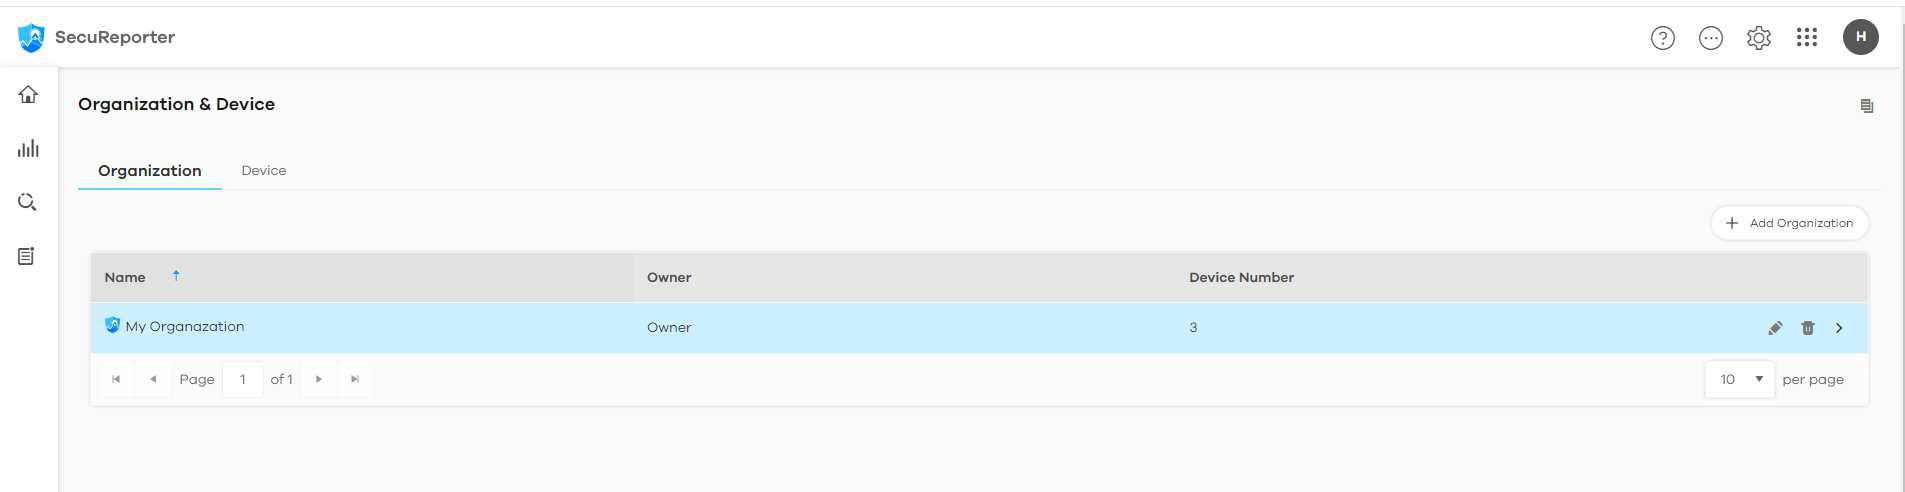 SecuReporter
H
Organization & Device
Organization Device
Add Organization
Name Owner Device Number
My Organazation Owner 3
Page 1 of 1 10 per page